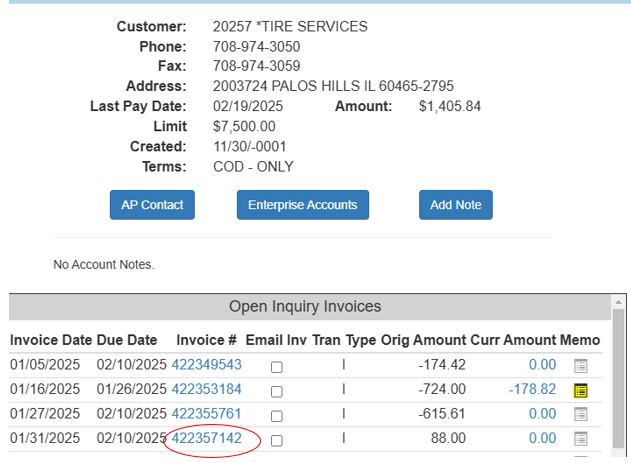 Customer: 20257 *TIRE SERVICES
Phone: 708-974-3050
Fax: 708-974-3059
Address: 2003724 PALOS HILLS IL 60465-2795
Last Pay Date: 02/19/2025 Amount: $1,405.84
Limit $7,500.00
Created: 11/30/-0001
Terms: COD - ONLY
AP Contact Enterprise Accounts Add Note
No Account Notes.
Open Inquiry Invoices
Invoice Date Due Date Invoice # Email Inv Tran Type Orig Amount Curr Amount Memo
01/05/2025 02/10/2025 422349543 I -174.42 0.00
01/16/2025 01/26/2025 422353184 I -724.00 -178.82
01/27/2025 02/10/2025 422355761 I -615.61 0.00
01/31/2025 02/10/2025 422357142 I 88.00 0.00